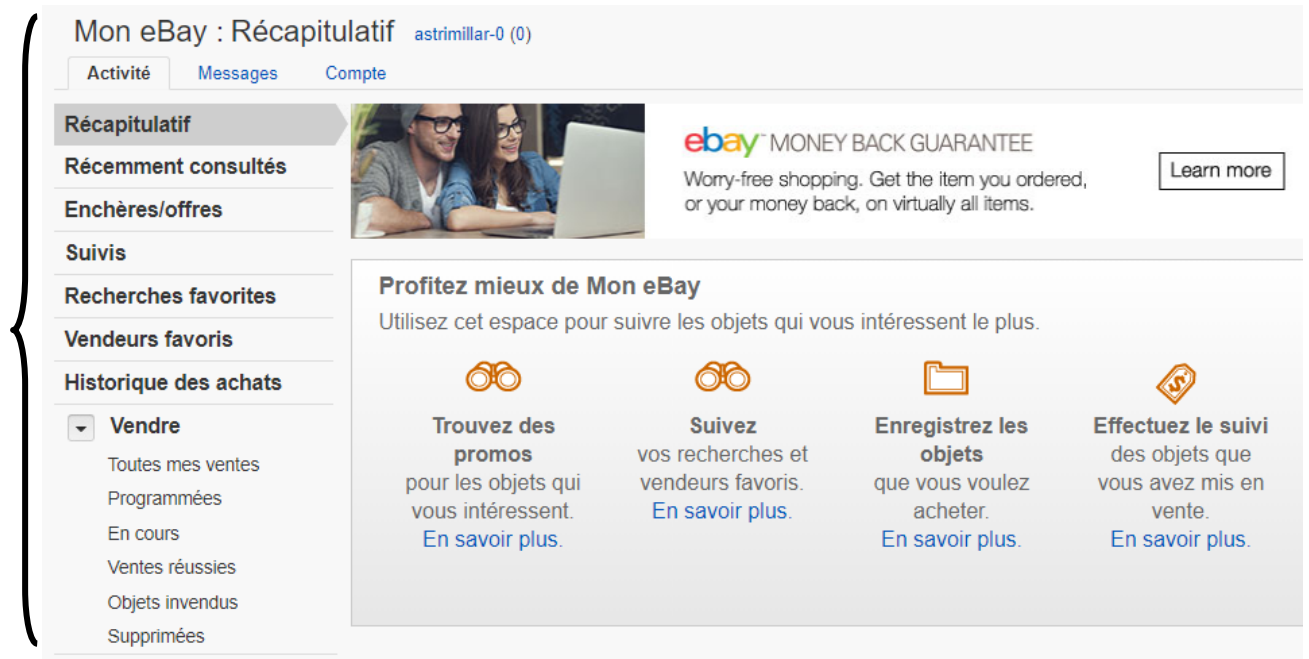 Mon eBay : Récapitulatif astrimillar-0 (0)
Activité Messages Compte
Récapitulatif
Récemment consultés
Enchères/offres
Suivis
Recherches favorites
Vendeurs favoris
Historique des achats
Vendre
Toutes mes ventes
Programmées
En cours
Ventes réussies
Objets invendus
Supprimées
ebay™ MONEY BACK GUARANTEE
Worry-free shopping. Get the item you ordered,
or your money back, on virtually all items.
Learn more
Profitez mieux de Mon eBay
Utilisez cet espace pour suivre les objets qui vous intéressent le plus.
Trouvez des
promos
pour les objets qui
vous intéressent.
En savoir plus.
Suivez
vos recherches et
vendeurs favoris.
En savoir plus.
Enregistrez les
objets
que vous voulez
acheter.
En savoir plus.
$
Effectuez le suivi
des objets que
vous avez mis en
vente.
En savoir plus.